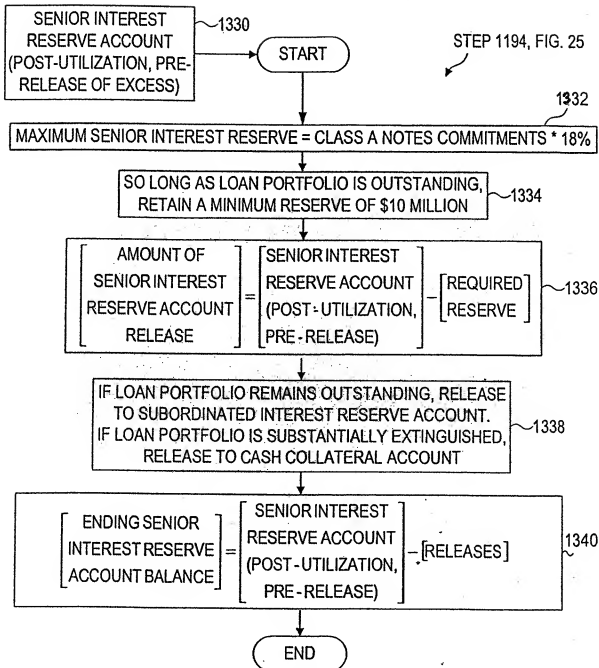 SENIOR INTEREST
RESERVE ACCOUNT
(POST-UTILIZATION, PRE-
RELEASE OF EXCESS)
1330
START
STEP 1194, FIG. 25
1332
MAXIMUM SENIOR INTEREST RESERVE = CLASS A NOTES COMMITMENTS * 18%
SO LONG AS LOAN PORTFOLIO IS OUTSTANDING,
RETAIN A MINIMUM RESERVE OF $10 MILLION
1334
AMOUNT OF
SENIOR INTEREST
RESERVE ACCOUNT
RELEASE
=
SENIOR INTEREST
RESERVE ACCOUNT
(POST-UTILIZATION,
PRE-RELEASE)
-
REQUIRED
RESERVE
1336
IF LOAN PORTFOLIO REMAINS OUTSTANDING, RELEASE
TO SUBORDINATED INTEREST RESERVE ACCOUNT.
IF LOAN PORTFOLIO IS SUBSTANTIALLY EXTINGUISHED,
RELEASE TO CASH COLLATERAL ACCOUNT
1338
ENDING SENIOR
INTEREST RESERVE
ACCOUNT BALANCE
=
SENIOR INTEREST
RESERVE ACCOUNT
(POST-UTILIZATION,
PRE-RELEASE)
-
[RELEASES]
1340
END